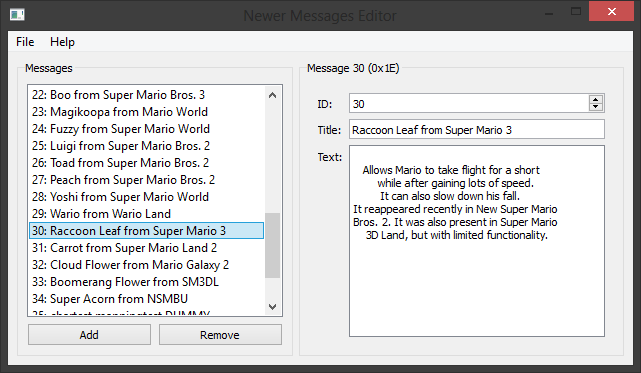 Newer Messages Editor
File Help
Messages
22: Boo from Super Mario Bros. 3
23: Magikoopa from Mario World
24: Fuzzy from Mario World
25: Luigi from Super Mario Bros. 2
26: Toad from Super Mario Bros. 2
27: Peach from Super Mario Bros. 2
28: Yoshi from Super Mario World
29: Wario from Wario Land
30: Raccoon Leaf from Super Mario 3
31: Carrot from Super Mario Land 2
32: Cloud Flower from Mario Galaxy 2
33: Boomerang Flower from SM3DL
34: Super Acorn from NSMBU
Add Remove
Message 30 (0x1E)
ID: 30
Title: Raccoon Leaf from Super Mario 3
Text:
Allows Mario to take flight for a short
while after gaining lots of speed.
It can also slow down his fall.
It reappeared recently in New Super Mario
Bros. 2. It was also present in Super Mario
3D Land, but with limited functionality.